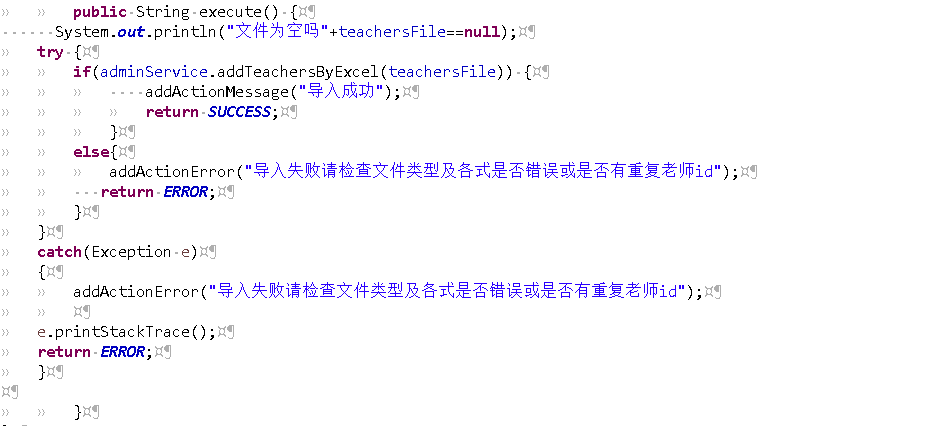 public String execute() {
System.out.println("文件为空吗"+teachersFile==null);
try {
if(adminService.addTeachersByExcel(teachersFile)) {
addActionMessage("导入成功");
return SUCCESS;
}
else{
addActionError("导入失败请检查文件类型及各式是否错误或是否有重复老师id");
return ERROR;
}
}
catch(Exception e)
{
addActionError("导入失败请检查文件类型及各式是否错误或是否有重复老师id");
e.printStackTrace();
return ERROR;
}
}